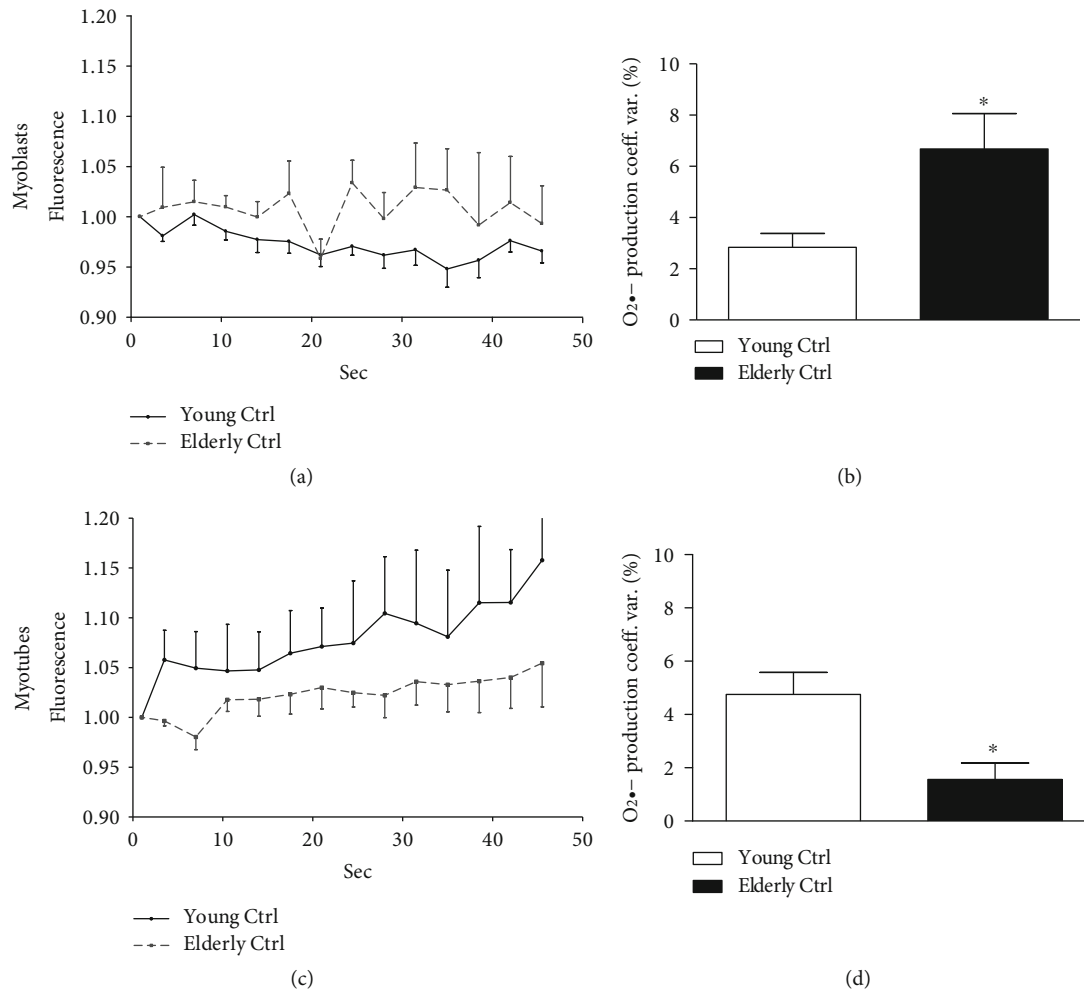 Myoblasts
Fluorescence
1.20
1.15
1.10
1.05
1.00
0.95
0.90
0 10 20 30 40 50
Sec
Young Ctrl
Elderly Ctrl
(a)
O₂•− production coeff. var. (%)
10
8
6
4
2
0
*
Young Ctrl
Elderly Ctrl
(b)
Myotubes
Fluorescence
1.20
1.15
1.10
1.05
1.00
0.95
0.90
0 10 20 30 40 50
Sec
Young Ctrl
Elderly Ctrl
(c)
O₂•− production coeff. var. (%)
10
8
6
4
2
0
*
Young Ctrl
Elderly Ctrl
(d)